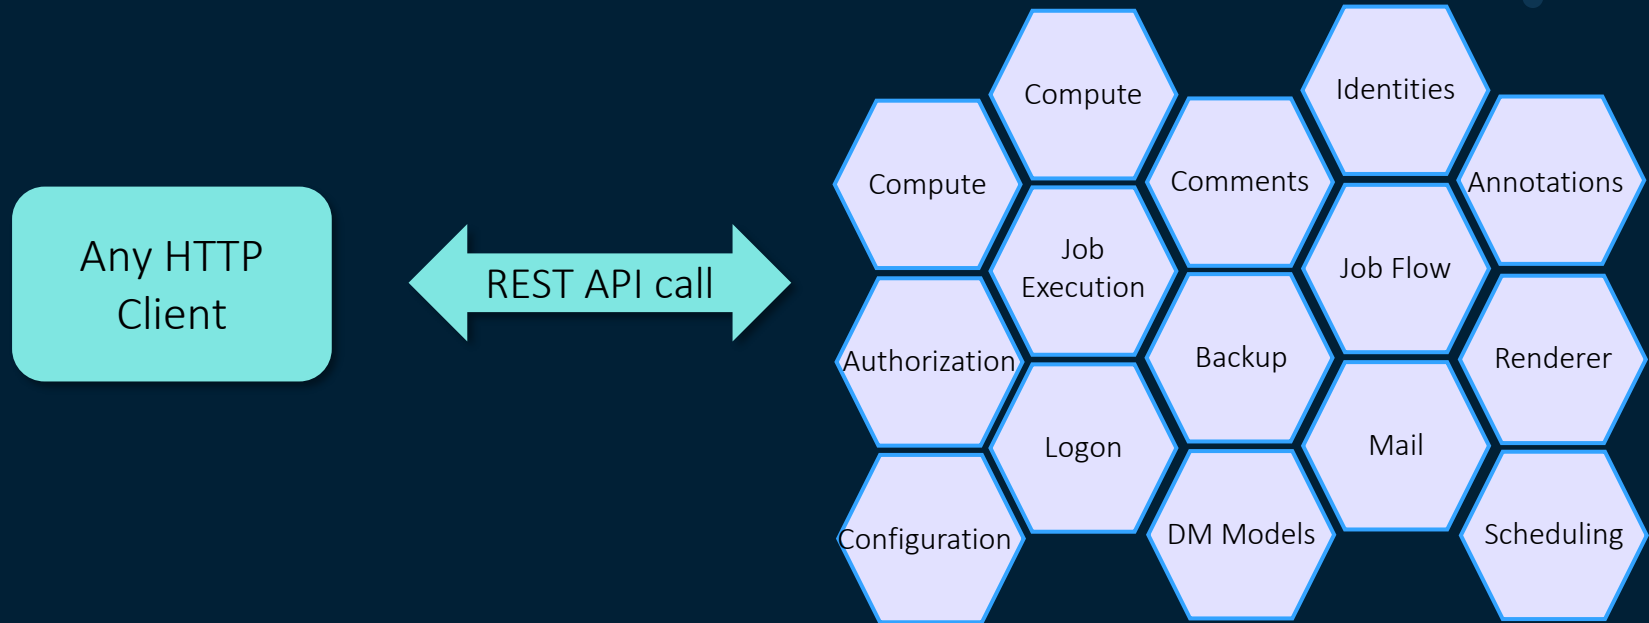 Any HTTP
Client
REST API call
Compute
Identities
Compute
Comments
Annotations
Job
Execution
Job Flow
Authorization
Backup
Renderer
Logon
Mail
Configuration
DM Models
Scheduling